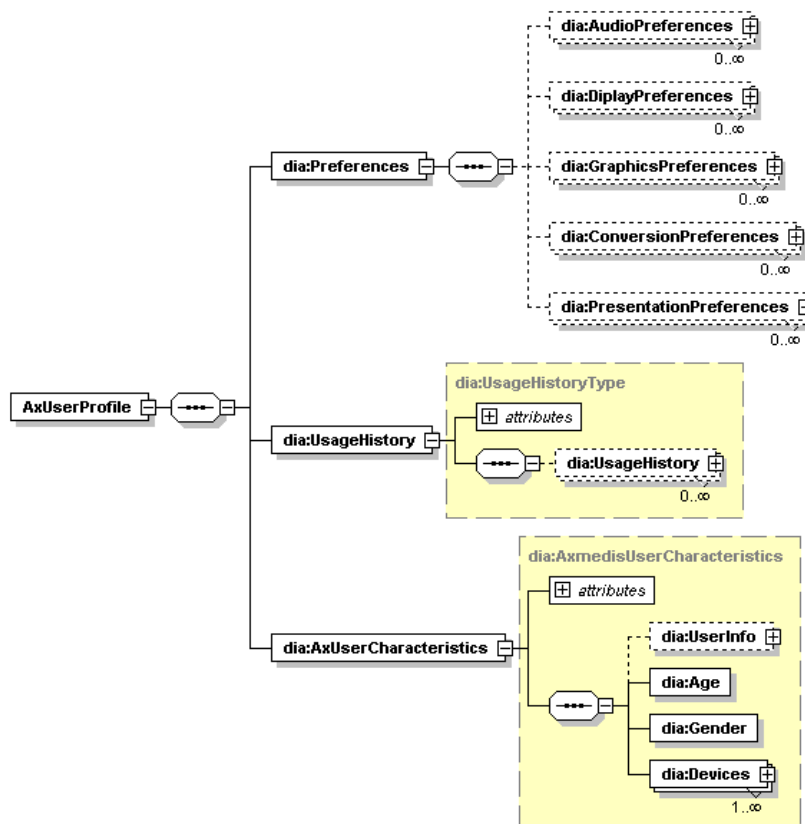 dia:AudioPreferences
0..∞
dia:DiplayPreferences
0..∞
dia:Preferences
dia:GraphicsPreferences
0..∞
dia:ConversionPreferences
0..∞
dia:PresentationPreferences
0..∞
AxUserProfile
dia:UsageHistoryType
attributes
dia:UsageHistory
dia:UsageHistory
0..∞
dia:AxmedisUserCharacteristics
attributes
dia:AxUserCharacteristics
dia:UserInfo
dia:Age
dia:Gender
dia:Devices
1..∞